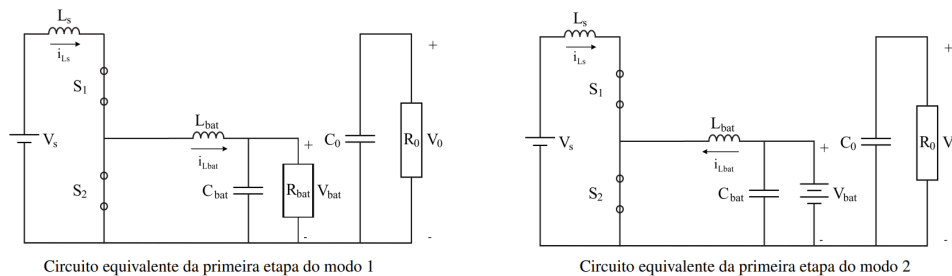 Ls
iLs
S1
Lbat
iLbat
Vs
S2
Cbat
+
Rbat
Vbat
-
C0
+
R0
V0
-
Circuito equivalente da primeira etapa do modo 1
Ls
iLs
S1
Lbat
iLbat
Vs
S2
Cbat
+
Vbat
-
C0
+
R0
V
-
Circuito equivalente da primeira etapa do modo 2